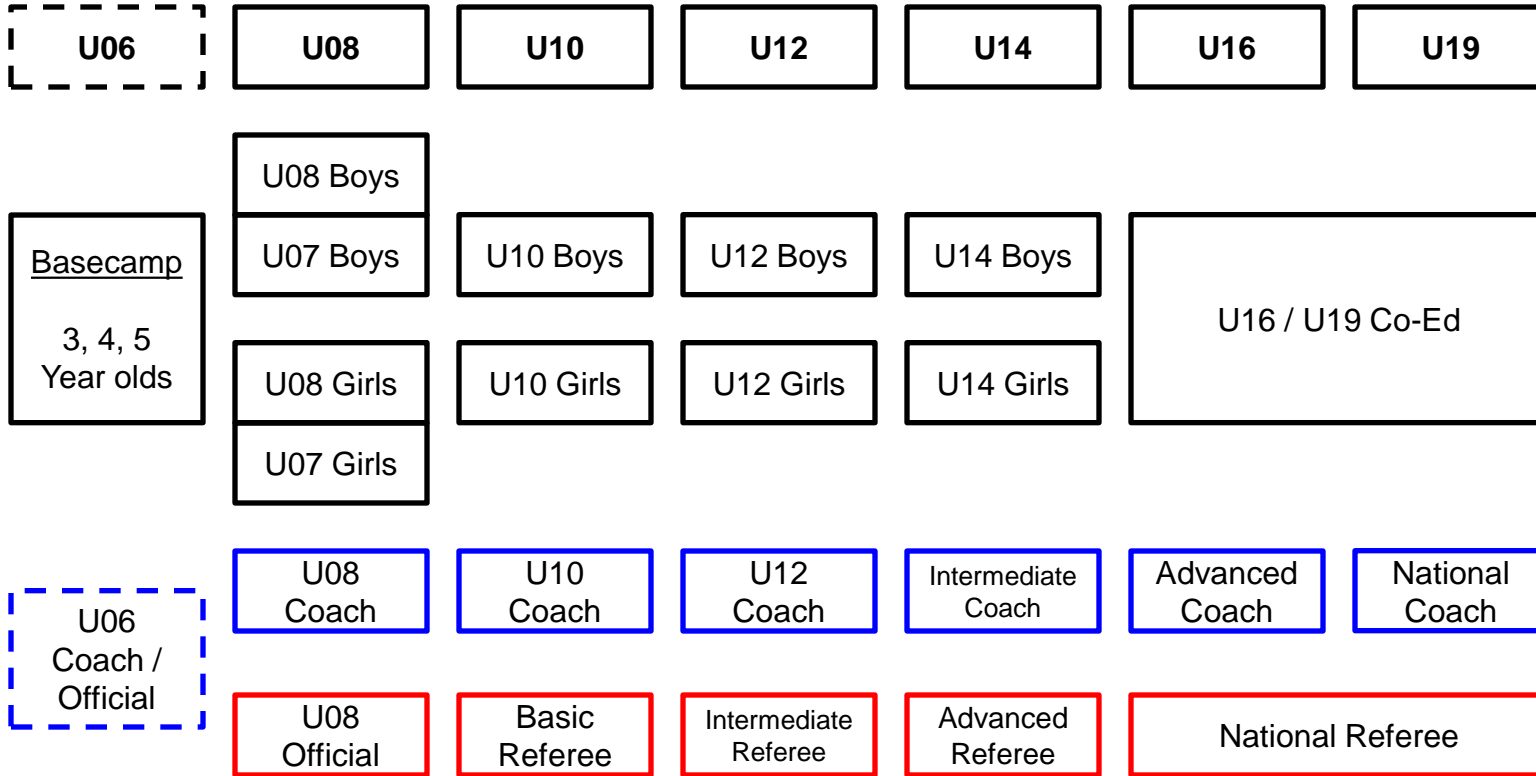 U06
U08
U10
U12
U14
U16
U19
U08 Boys
U07 Boys
U10 Boys
U12 Boys
U14 Boys
Basecamp
3, 4, 5
Year olds
U16 / U19 Co-Ed
U08 Girls
U10 Girls
U12 Girls
U14 Girls
U07 Girls
U06
Coach /
Official
U08
Coach
U10
Coach
U12
Coach
Intermediate
Coach
Advanced
Coach
National
Coach
U08
Official
Basic
Referee
Intermediate
Referee
Advanced
Referee
National Referee